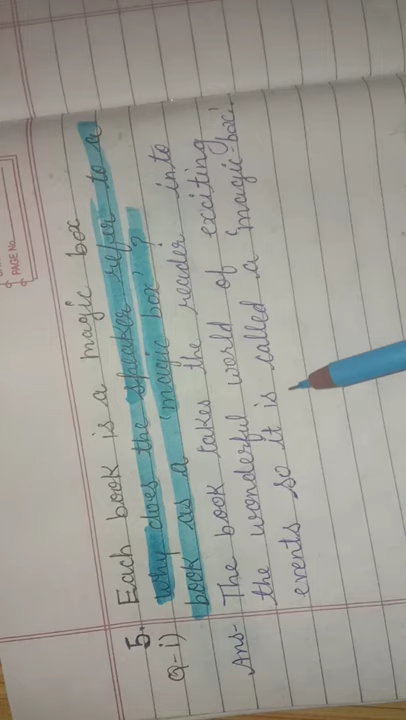 PAGE No.
5. Each book is a magic box
Q-i) Why does the speaker refer to a
book as a 'magic box'?
Ans- The book takes the reader into
the wonderful world of exciting
events so it is called a 'magic-box'.